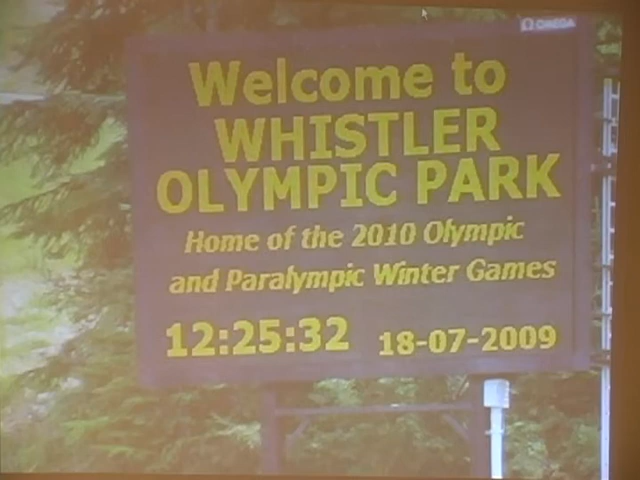 Ω OMEGA
Welcome to
WHISTLER
OLYMPIC PARK
Home of the 2010 Olympic
and Paralympic Winter Games
12:25:32 18-07-2009